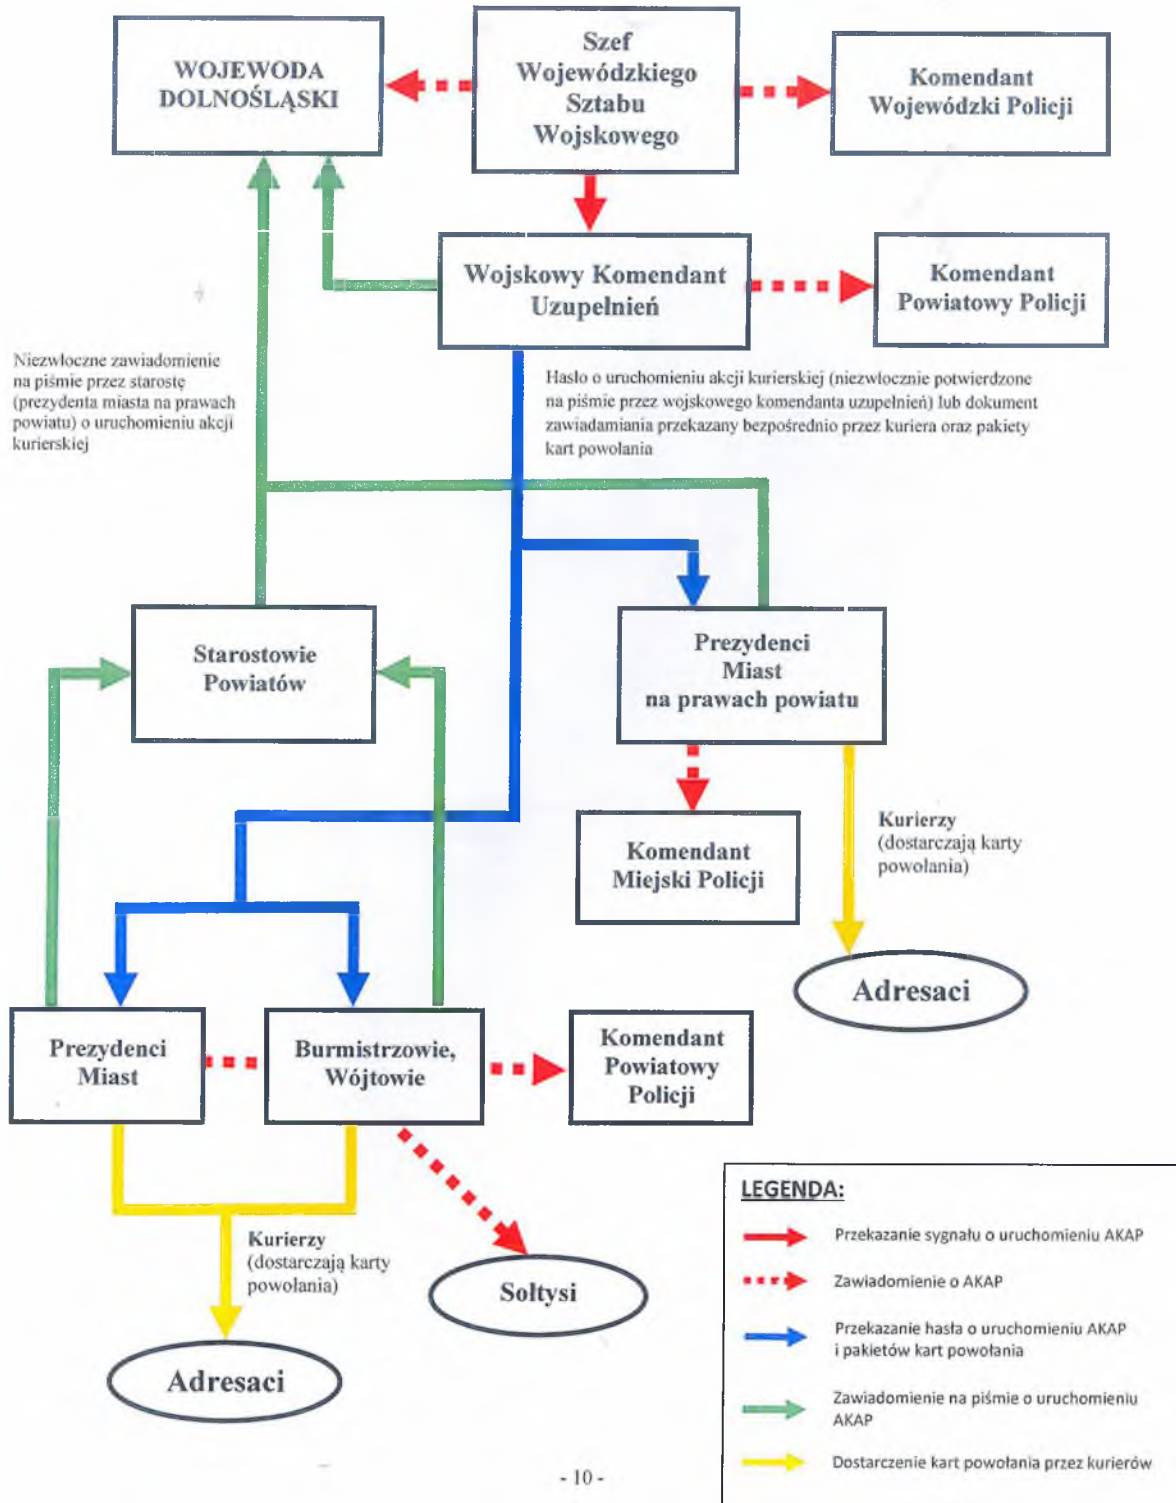 WOJEWODA
DOLNOŚLĄSKI
Szef
Wojewódzkiego
Sztabu
Wojskowego
Komendant
Wojewódzki Policji
Wojskowy Komendant
Uzupełnień
Komendant
Powiatowy Policji
Niezwłoczne zawiadomienie
na piśmie przez starostę
(prezydenta miasta na prawach
powiatu) o uruchomieniu akcji
kurierskiej
Hasło o uruchomieniu akcji kurierskiej (niezwłocznie potwierdzone
na piśmie przez wojskowego komendanta uzupełnień) lub dokument
zawiadamiania przekazany bezpośrednio przez kuriera oraz pakiety
kart powołania
Starostowie
Powiatów
Prezydenci
Miast
na prawach powiatu
Komendant
Miejski Policji
Kurierzy
(dostarczają karty
powołania)
Adresaci
Prezydenci
Miast
Burmistrzowie,
Wójtowie
Komendant
Powiatowy
Policji
Kurierzy
(dostarczają karty
powołania)
Sołtysi
Adresaci
LEGENDA:
Przekazanie sygnału o uruchomieniu AKAP
Zawiadomienie o AKAP
Przekazanie hasła o uruchomieniu AKAP
i pakietów kart powołania
Zawiadomienie na piśmie o uruchomieniu
AKAP
Dostarczenie kart powołania przez kurierów
- 10 -